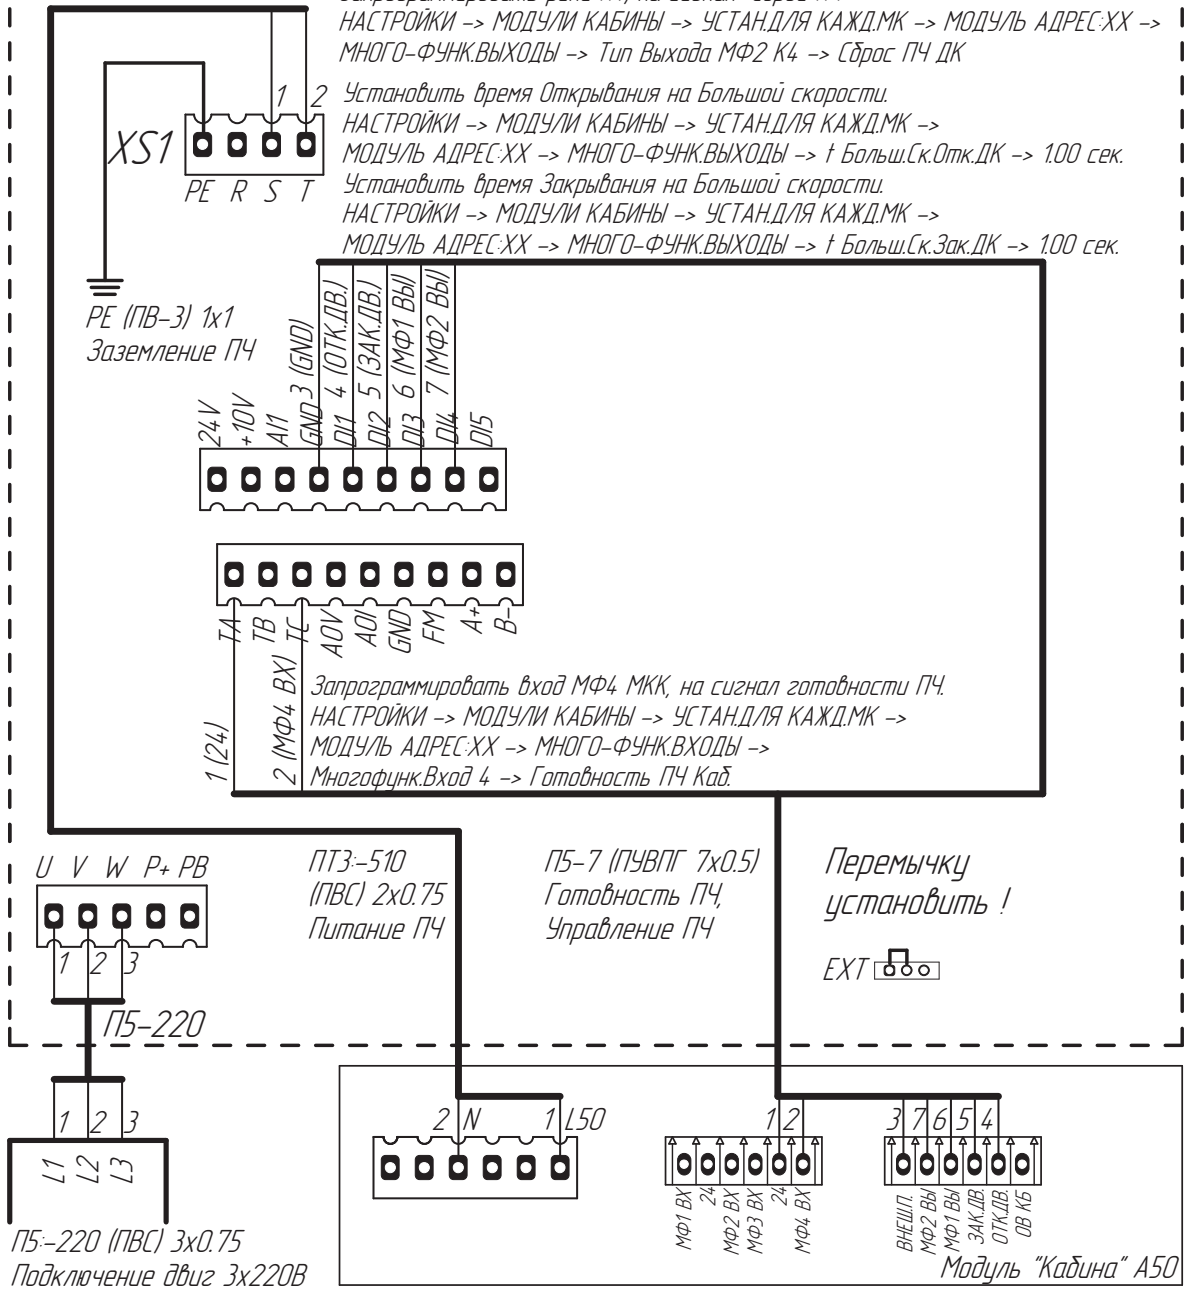 НАСТРОЙКИ -> МОДУЛИ КАБИНЫ -> УСТАН.ДЛЯ КАЖД.МК -> МОДУЛЬ АДРЕС:XX ->
МНОГО-ФУНК.ВЫХОДЫ -> Тип Выхода МФ2 К4 -> Сброс ПЧ ДК
1 2
Установить время Открывания на Большой скорости.
НАСТРОЙКИ -> МОДУЛИ КАБИНЫ -> УСТАН.ДЛЯ КАЖД.МК ->
МОДУЛЬ АДРЕС:XX -> МНОГО-ФУНК.ВЫХОДЫ -> t Больш.Ск.Отк.ДК -> 1.00 сек.
Установить время Закрывания на Большой скорости.
НАСТРОЙКИ -> МОДУЛИ КАБИНЫ -> УСТАН.ДЛЯ КАЖД.МК ->
МОДУЛЬ АДРЕС:XX -> МНОГО-ФУНК.ВЫХОДЫ -> t Больш.Ск.Зак.ДК -> 1.00 сек.
XS1
PE R S T
PE (ПВ-3) 1x1
Заземление ПЧ
3 (GND)
4 (ОТК.ДВ.)
5 (ЗАК.ДВ.)
6 (МФ1 ВЫ)
7 (МФ2 ВЫ)
24V
+10V
AI1
GND
DI1
DI2
DI3
DI4
DI5
TA
TB
TC
AOV
AOI
GND
FM
A+
B-
1 (24)
2 (МФ4 ВХ)
Запрограммировать вход МФ4 МКК, на сигнал готовности ПЧ.
НАСТРОЙКИ -> МОДУЛИ КАБИНЫ -> УСТАН.ДЛЯ КАЖД.МК ->
МОДУЛЬ АДРЕС:XX -> МНОГО-ФУНК.ВХОДЫ ->
Многофунк.Вход 4 -> Готовность ПЧ Каб.
U V W P+ PB
1 2 3
П5-220
ПТ3:-510
(ПВС) 2x0.75
Питание ПЧ
П5-7 (ПУВПГ 7x0.5)
Готовность ПЧ,
Управление ПЧ
Перемычку
установить !
EXT
1 2 3
L1
L2
L3
П5:-220 (ПВС) 3x0.75
Подключение двиг 3x220В
2 N 1 L50
1 2
МФ1 ВХ
24
МФ2 ВХ
МФ3 ВХ
24
МФ4 ВХ
3 7 6 5 4
ВНЕШ.П.
МФ2 ВЫ
МФ1 ВЫ
ЗАК.ДВ.
ОТК.ДВ.
ОВ КБ
Модуль "Кабина" А50